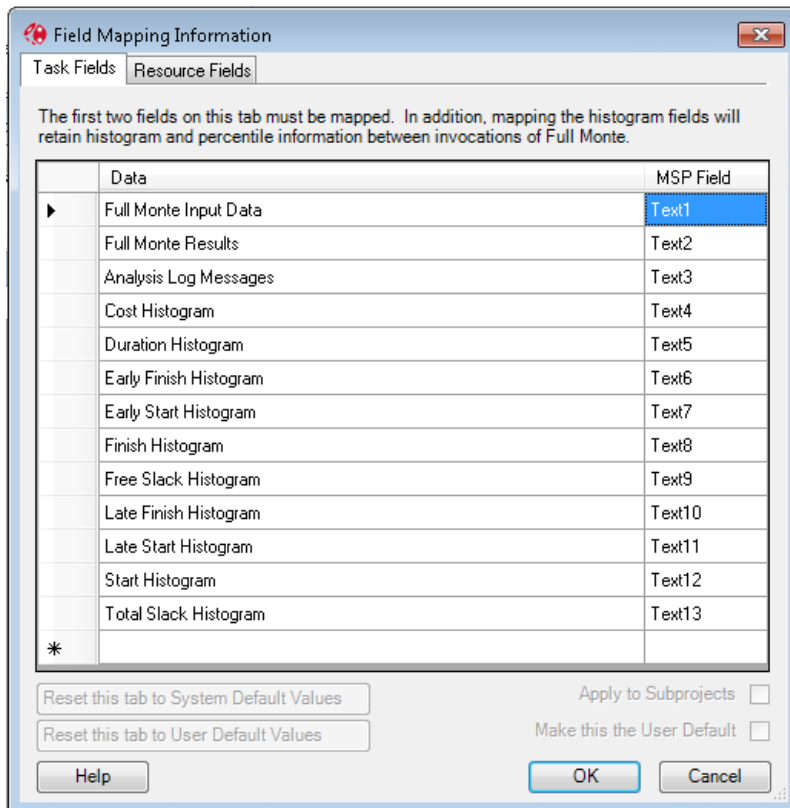 Field Mapping Information
Task Fields Resource Fields
The first two fields on this tab must be mapped. In addition, mapping the histogram fields will
retain histogram and percentile information between invocations of Full Monte.
Data MSP Field
Full Monte Input Data Text1
Full Monte Results Text2
Analysis Log Messages Text3
Cost Histogram Text4
Duration Histogram Text5
Early Finish Histogram Text6
Early Start Histogram Text7
Finish Histogram Text8
Free Slack Histogram Text9
Late Finish Histogram Text10
Late Start Histogram Text11
Start Histogram Text12
Total Slack Histogram Text13
Reset this tab to System Default Values Apply to Subprojects
Reset this tab to User Default Values Make this the User Default
Help OK Cancel